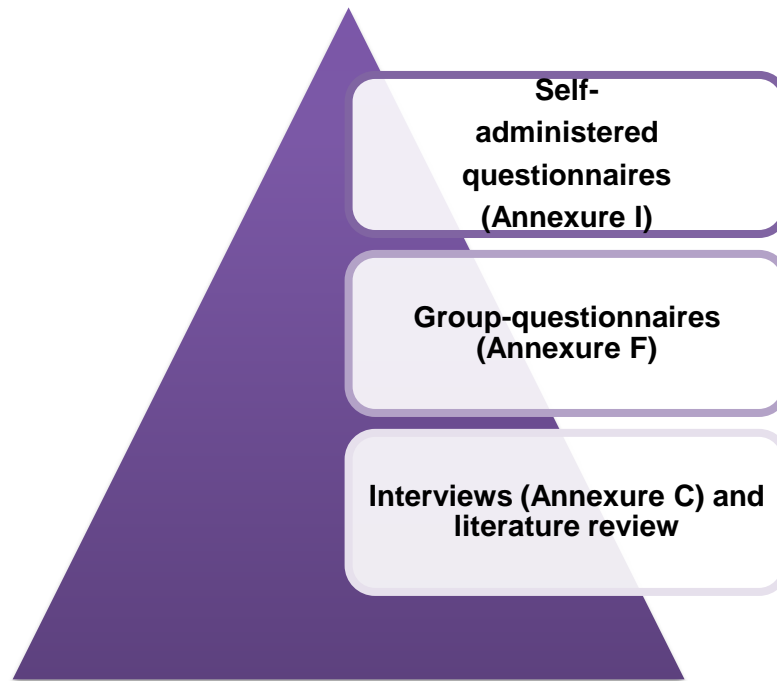 Self-
administered
questionnaires
(Annexure I)
Group-questionnaires
(Annexure F)
Interviews (Annexure C) and
literature review